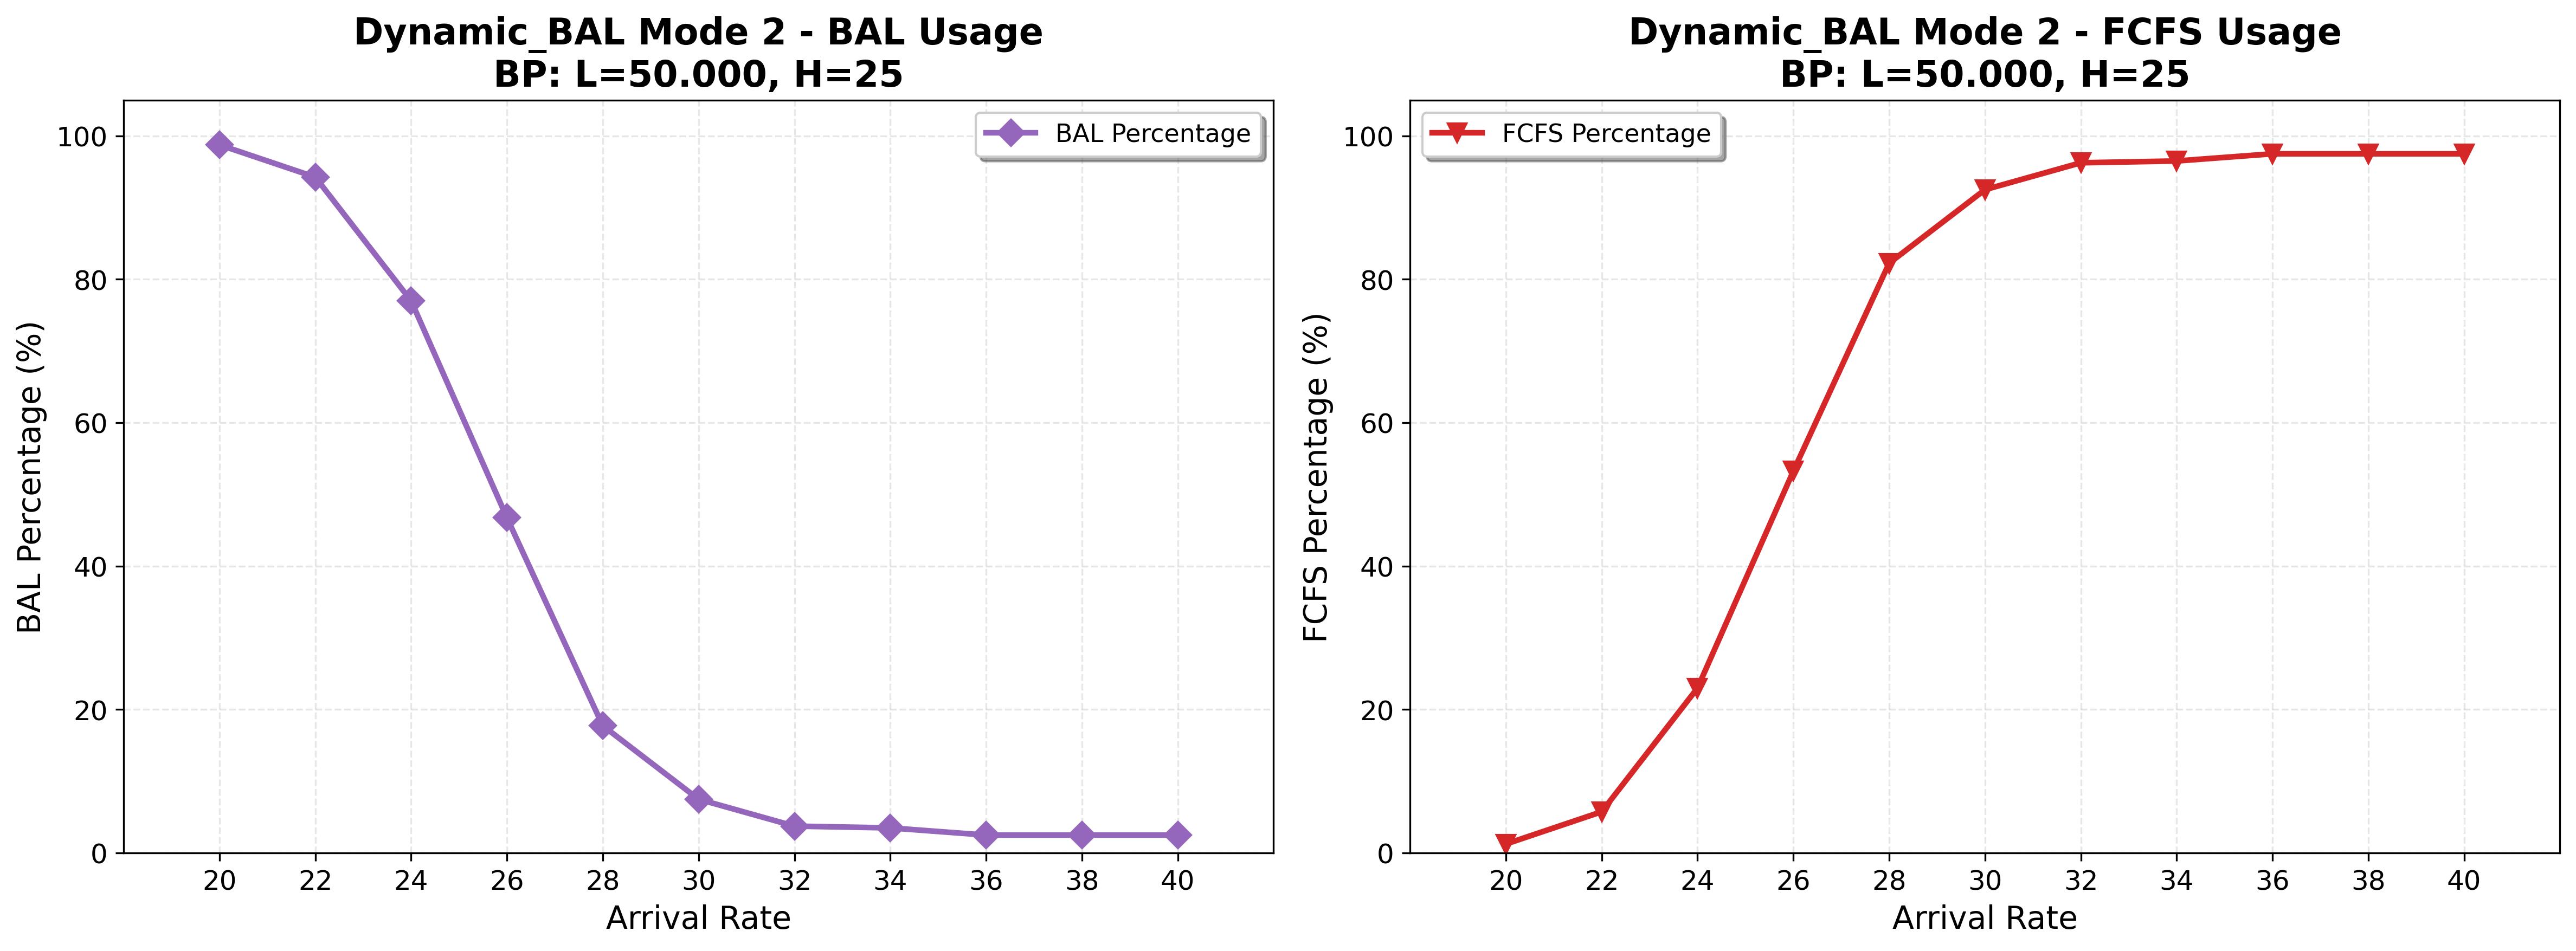 Dynamic_BAL Mode 2 - BAL Usage
BP: L=50.000, H=25
BAL Percentage
100
80
60
40
20
0
BAL Percentage (%)
20 22 24 26 28 30 32 34 36 38 40
Arrival Rate
Dynamic_BAL Mode 2 - FCFS Usage
BP: L=50.000, H=25
FCFS Percentage
100
80
60
40
20
0
FCFS Percentage (%)
20 22 24 26 28 30 32 34 36 38 40
Arrival Rate